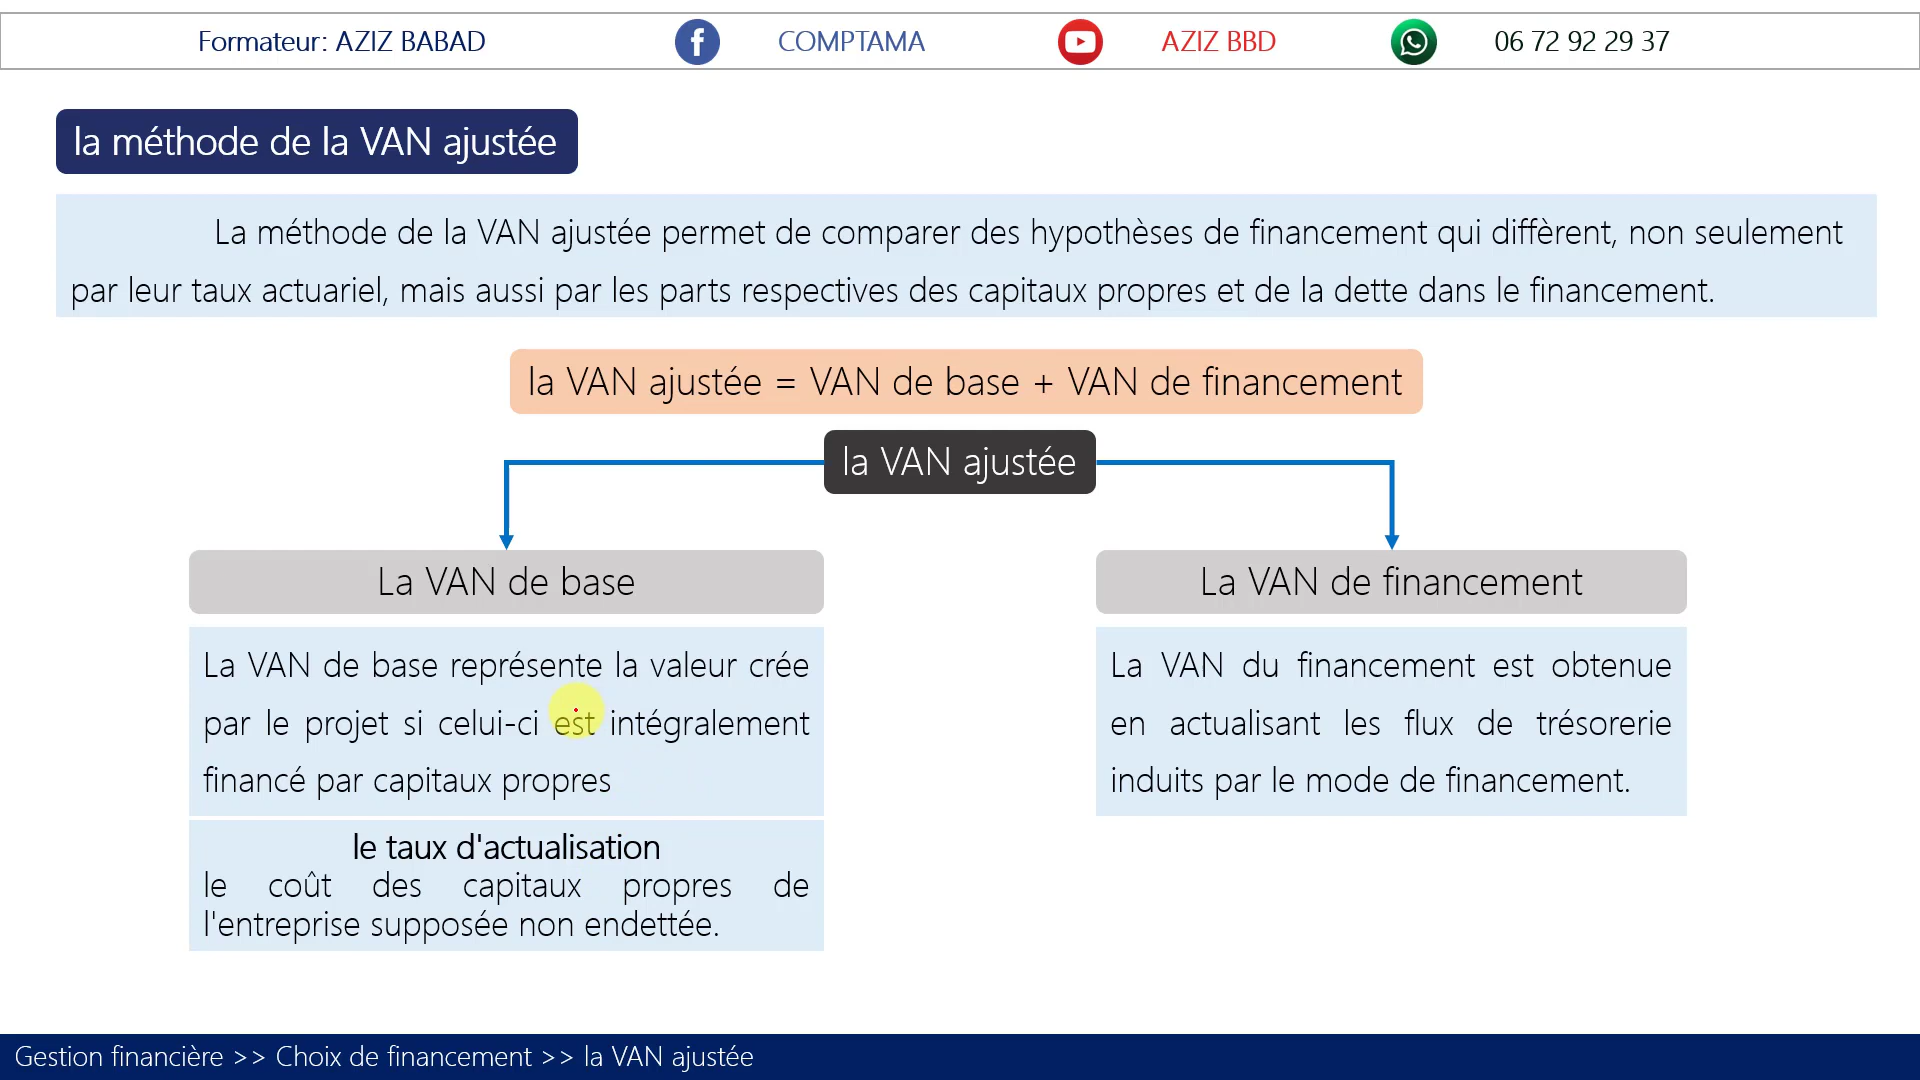 Formateur: AZIZ BABAD
COMPTAMA
AZIZ BBD
06 72 92 29 37
la méthode de la VAN ajustée
La méthode de la VAN ajustée permet de comparer des hypothèses de financement qui diffèrent, non seulement
par leur taux actuariel, mais aussi par les parts respectives des capitaux propres et de la dette dans le financement.
la VAN ajustée = VAN de base + VAN de financement
la VAN ajustée
La VAN de base
La VAN de base représente la valeur crée
par le projet si celui-ci est intégralement
financé par capitaux propres
le taux d'actualisation
le coût des capitaux propres de
l'entreprise supposée non endettée.
La VAN de financement
La VAN du financement est obtenue
en actualisant les flux de trésorerie
induits par le mode de financement.
Gestion financière >> Choix de financement >> la VAN ajustée